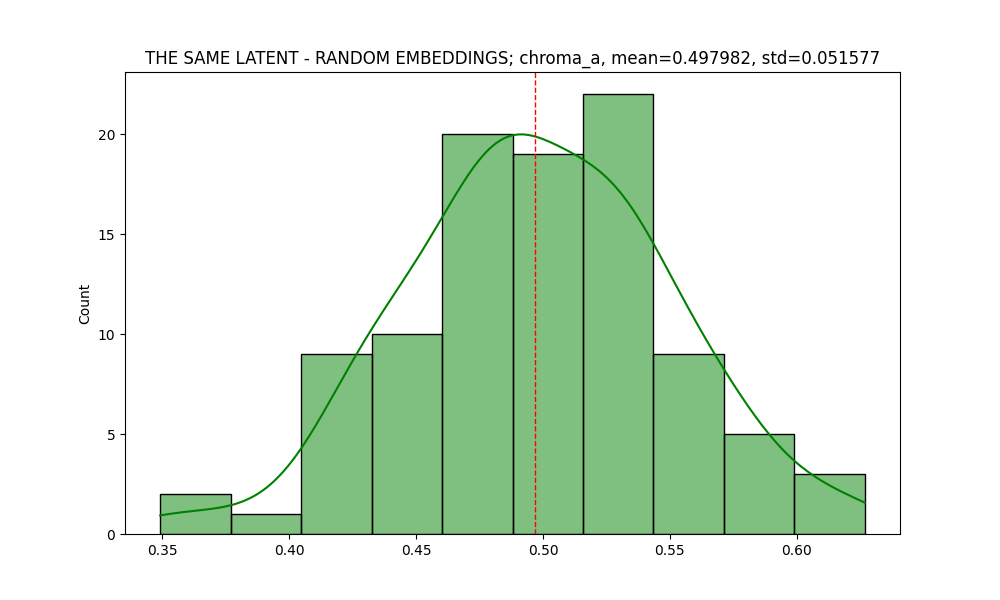 THE SAME LATENT - RANDOM EMBEDDINGS; chroma_a, mean=0.497982, std=0.051577
20
15
10
5
0
Count
0.35 0.40 0.45 0.50 0.55 0.60